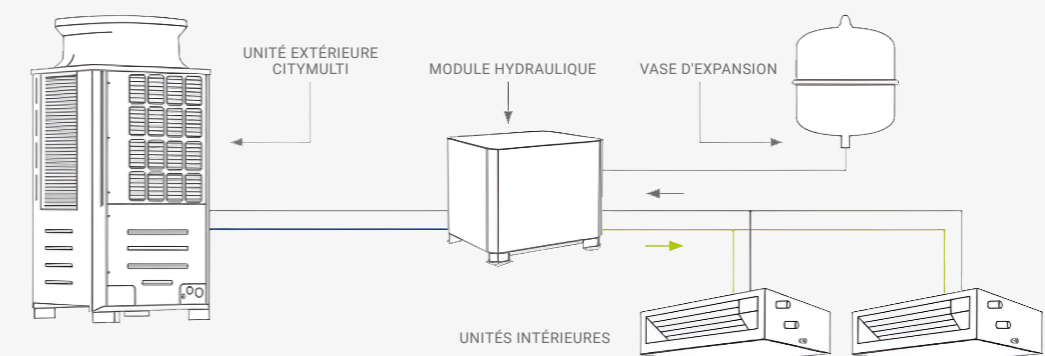 UNITÉ EXTÉRIEURE
CITYMULTI
MODULE HYDRAULIQUE
VASE D'EXPANSION
UNITÉS INTÉRIEURES